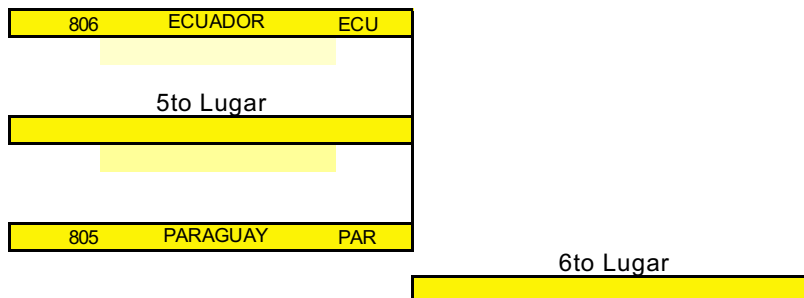 806 ECUADOR ECU
5to Lugar
805 PARAGUAY PAR
6to Lugar